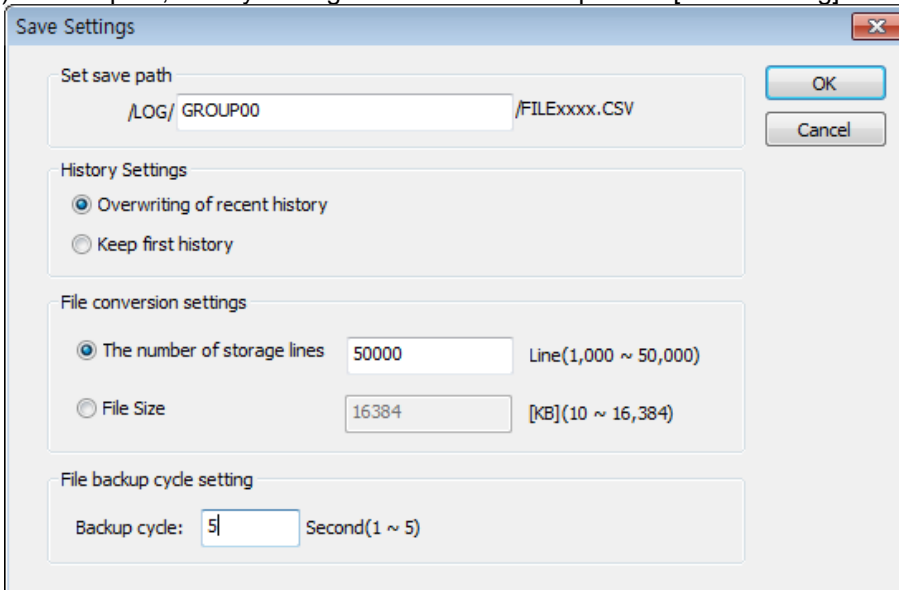 Save Settings
Set save path
/LOG/ GROUP00 /FILExxxx.CSV
OK
Cancel
History Settings
Overwriting of recent history
Keep first history
File conversion settings
The number of storage lines 50000 Line(1,000 ~ 50,000)
File Size 16384 [KB](10 ~ 16,384)
File backup cycle setting
Backup cycle: 5 Second(1 ~ 5)